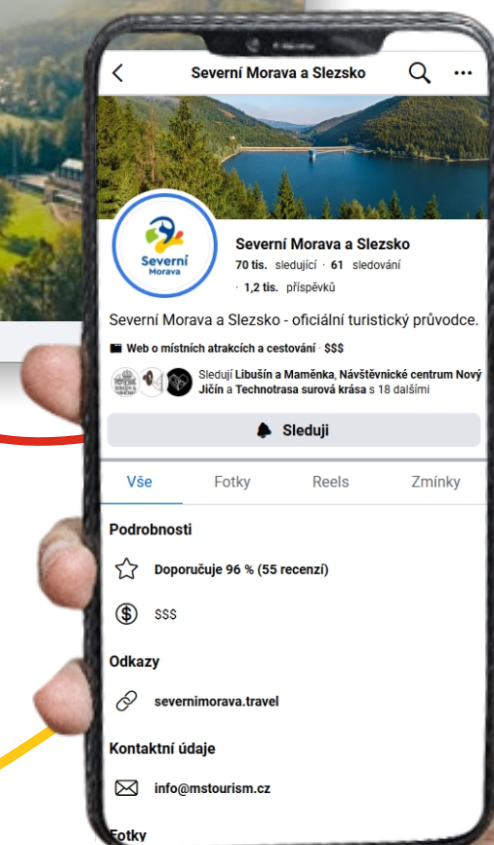 Severní Morava a Slezsko
Severní
Morava
Severní Morava a Slezsko
70 tis. sledující · 61 sledování
· 1,2 tis. příspěvků
Severní Morava a Slezsko - oficiální turistický průvodce.
Web o místních atrakcích a cestování · $$$
Sledují Libušín a Maměnka, Návštěvnické centrum Nový
Jičín a Technotrasa surová krása s 18 dalšími
Sleduji
Vše Fotky Reels Zmínky
Podrobnosti
Doporučuje 96 % (55 recenzí)
$$$
Odkazy
severnimorava.travel
Kontaktní údaje
info@mstourism.cz
Fotky